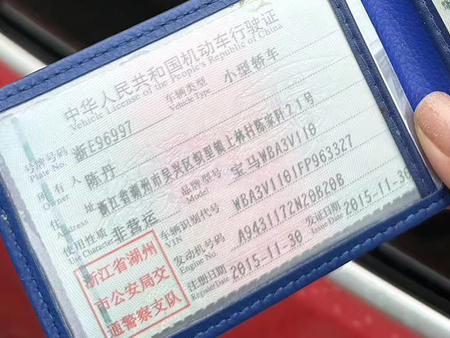 中华人民共和国机动车行驶证
Vehicle License of the People's Republic of China
号牌号码 浙E96997 车辆类型 小型轿车
Plate No. Vehicle Type
所有人 陈丹
Owner
浙江省湖州市吴兴区织里镇上林村陈泥圩21号
使用性质 非营运 品牌型号 宝马WBA3V110
Use Character Model
车辆识别代号 WBA3V1101FP963327
VIN
发动机号码 A9431172N20B20B
Engine No.
注册日期 2015-11-30 发证日期 2015-11-30
Register Date Issue Date
浙江省湖州
市公安局交
通警察支队